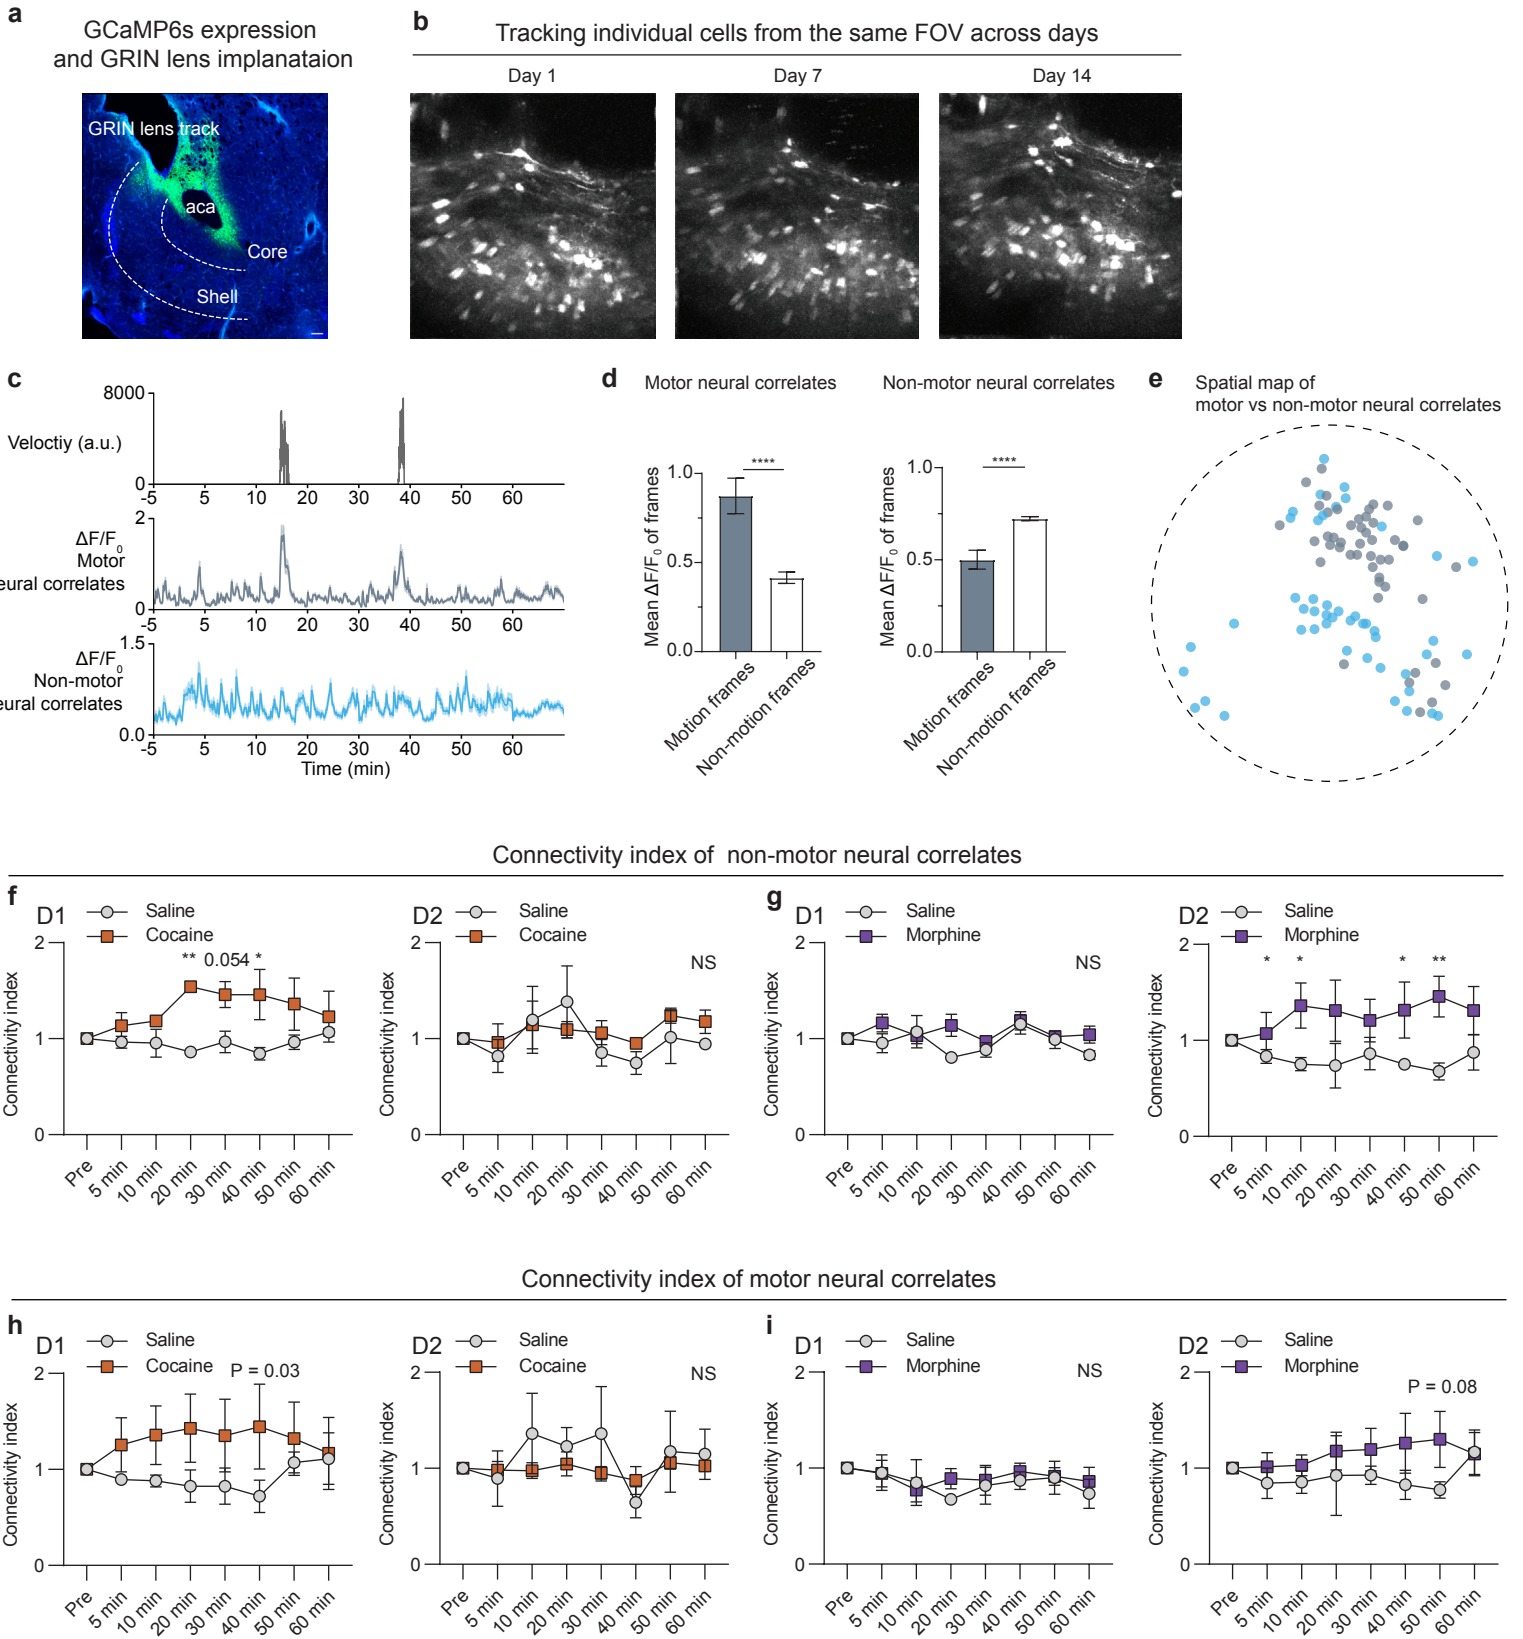 a
GCaMP6s expression
and GRIN lens implanataion
GRIN lens track
aca
Core
Shell
b
Tracking individual cells from the same FOV across days
Day 1
Day 7
Day 14
c
8000
Veloctiy (a.u.)
0
-5 5 10 20 30 40 50 60
2
ΔF/F0
Motor
eural correlates
0
-5 5 10 20 30 40 50 60
1.5
ΔF/F0
Non-motor
eural correlates
0.0
-5 5 10 20 30 40 50 60
Time (min)
d
Motor neural correlates
Mean ΔF/F0 of frames
1.0
0.5
0.0
****
Motion frames
Non-motion frames
Non-motor neural correlates
Mean ΔF/F0 of frames
1.0
0.5
0.0
****
Motion frames
Non-motion frames
e
Spatial map of
motor vs non-motor neural correlates
Connectivity index of non-motor neural correlates
f
D1
Saline
Cocaine
** 0.054 *
Connectivity index
2
1
0
Pre 5 min 10 min 20 min 30 min 40 min 50 min 60 min
D2
Saline
Cocaine
NS
Connectivity index
2
1
0
Pre 5 min 10 min 20 min 30 min 40 min 50 min 60 min
g
D1
Saline
Morphine
NS
Connectivity index
2
1
0
Pre 5 min 10 min 20 min 30 min 40 min 50 min 60 min
D2
Saline
Morphine
* * * **
Connectivity index
2
1
0
Pre 5 min 10 min 20 min 30 min 40 min 50 min 60 min
Connectivity index of motor neural correlates
h
D1
Saline
Cocaine
P = 0.03
Connectivity index
2
1
0
Pre 5 min 10 min 20 min 30 min 40 min 50 min 60 min
D2
Saline
Cocaine
NS
Connectivity index
2
1
0
Pre 5 min 10 min 20 min 30 min 40 min 50 min 60 min
i
D1
Saline
Morphine
NS
Connectivity index
2
1
0
Pre 5 min 10 min 20 min 30 min 40 min 50 min 60 min
D2
Saline
Morphine
P = 0.08
Connectivity index
2
1
0
Pre 5 min 10 min 20 min 30 min 40 min 50 min 60 min